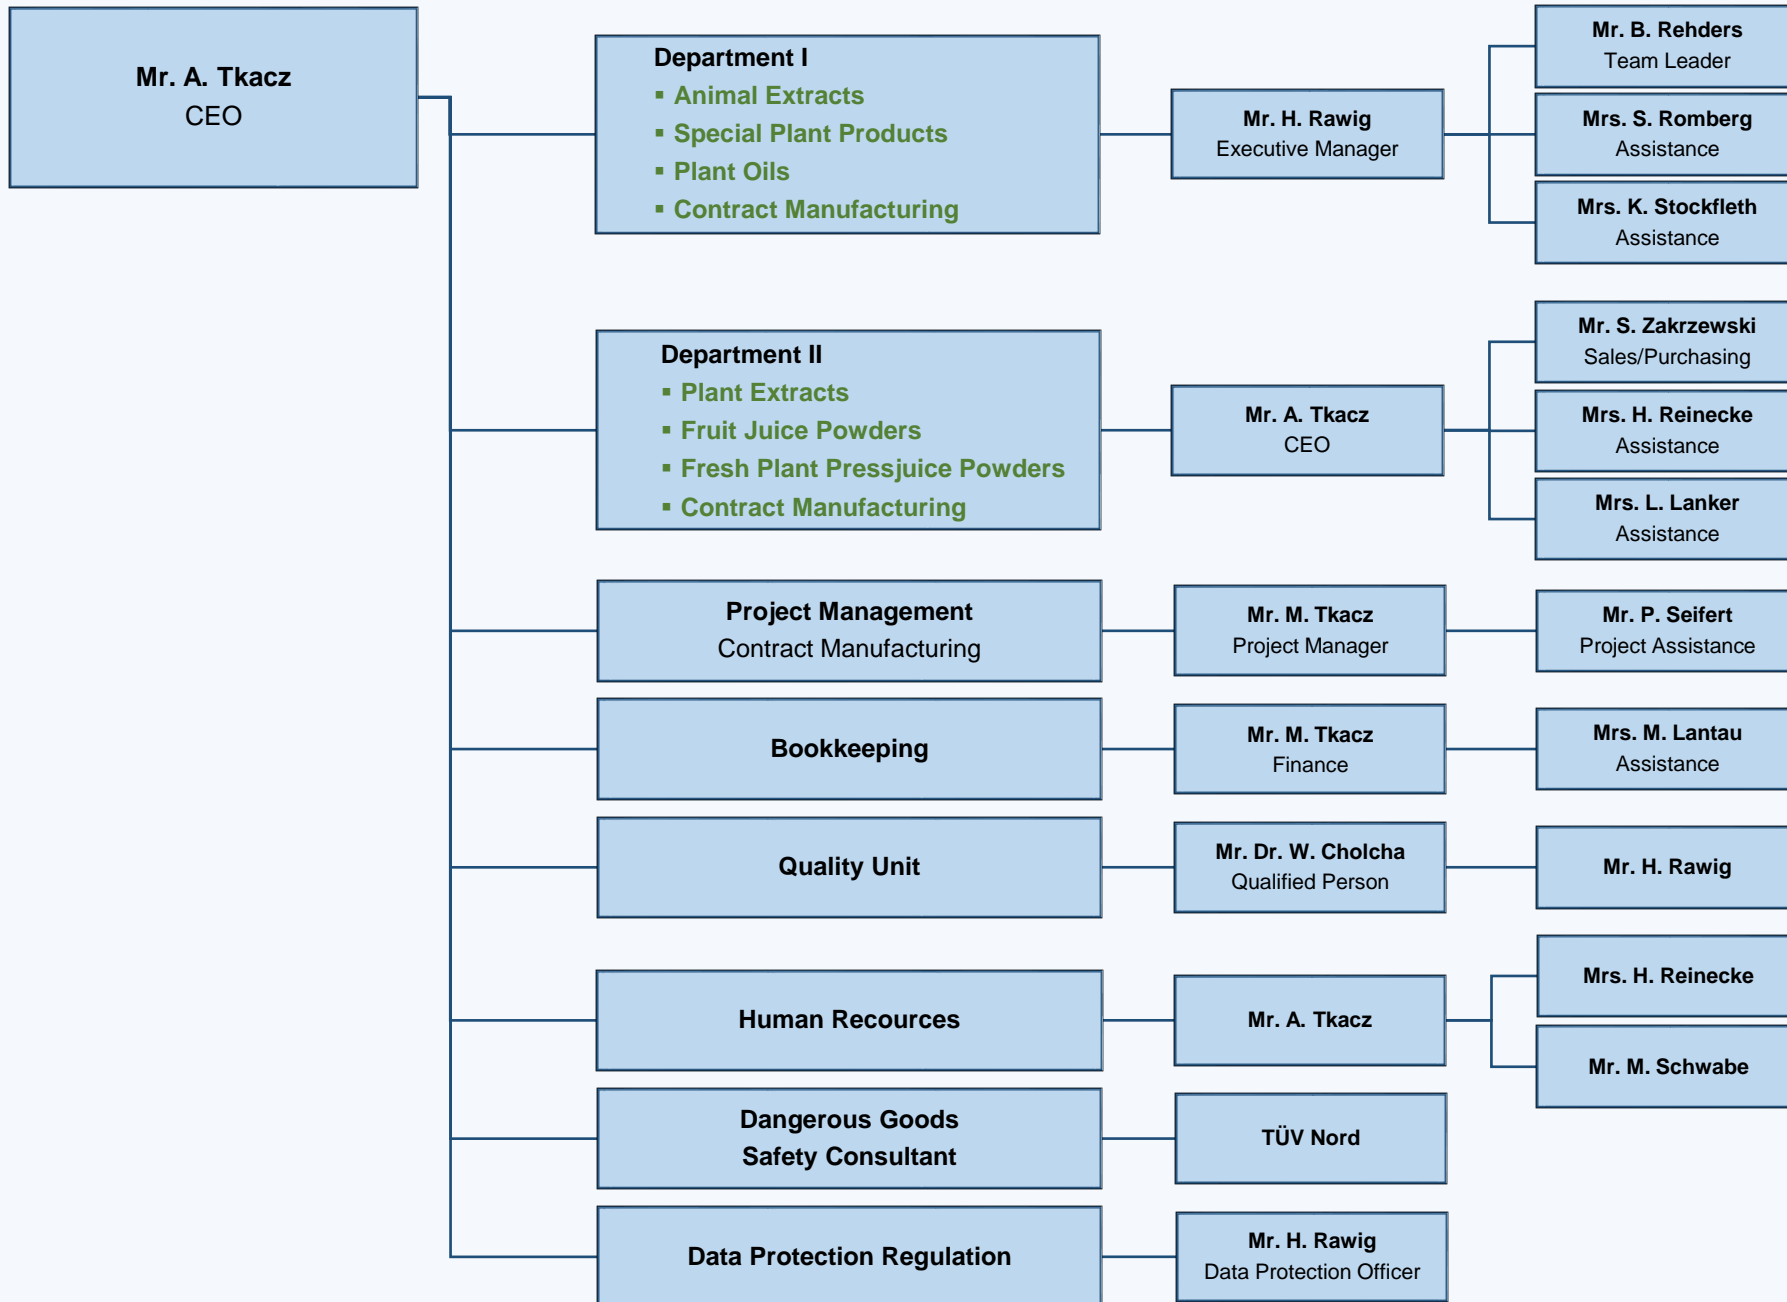 Mr. A. Tkacz
CEO
Department I
▪ Animal Extracts
▪ Special Plant Products
▪ Plant Oils
▪ Contract Manufacturing
Mr. H. Rawig
Executive Manager
Mr. B. Rehders
Team Leader
Mrs. S. Romberg
Assistance
Mrs. K. Stockfleth
Assistance
Department II
▪ Plant Extracts
▪ Fruit Juice Powders
▪ Fresh Plant Pressjuice Powders
▪ Contract Manufacturing
Mr. A. Tkacz
CEO
Mr. S. Zakrzewski
Sales/Purchasing
Mrs. H. Reinecke
Assistance
Mrs. L. Lanker
Assistance
Project Management
Contract Manufacturing
Mr. M. Tkacz
Project Manager
Mr. P. Seifert
Project Assistance
Bookkeeping
Mr. M. Tkacz
Finance
Mrs. M. Lantau
Assistance
Quality Unit
Mr. Dr. W. Cholcha
Qualified Person
Mr. H. Rawig
Human Recources
Mr. A. Tkacz
Mrs. H. Reinecke
Mr. M. Schwabe
Dangerous Goods
Safety Consultant
TÜV Nord
Data Protection Regulation
Mr. H. Rawig
Data Protection Officer